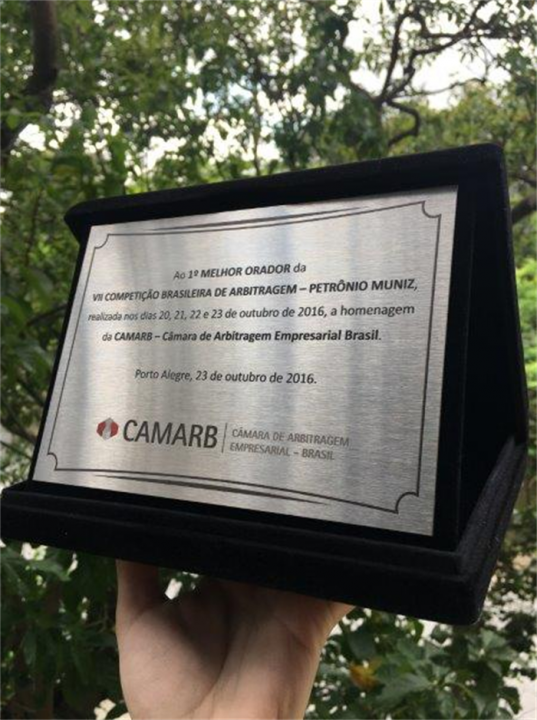 Ao 1º MELHOR ORADOR da
VII COMPETIÇÃO BRASILEIRA DE ARBITRAGEM – PETRÔNIO MUNIZ,
realizada nos dias 20, 21, 22 e 23 de outubro de 2016, a homenagem
da CAMARB – Câmara de Arbitragem Empresarial Brasil.
Porto Alegre, 23 de outubro de 2016.
CAMARB
CÂMARA DE ARBITRAGEM
EMPRESARIAL – BRASIL